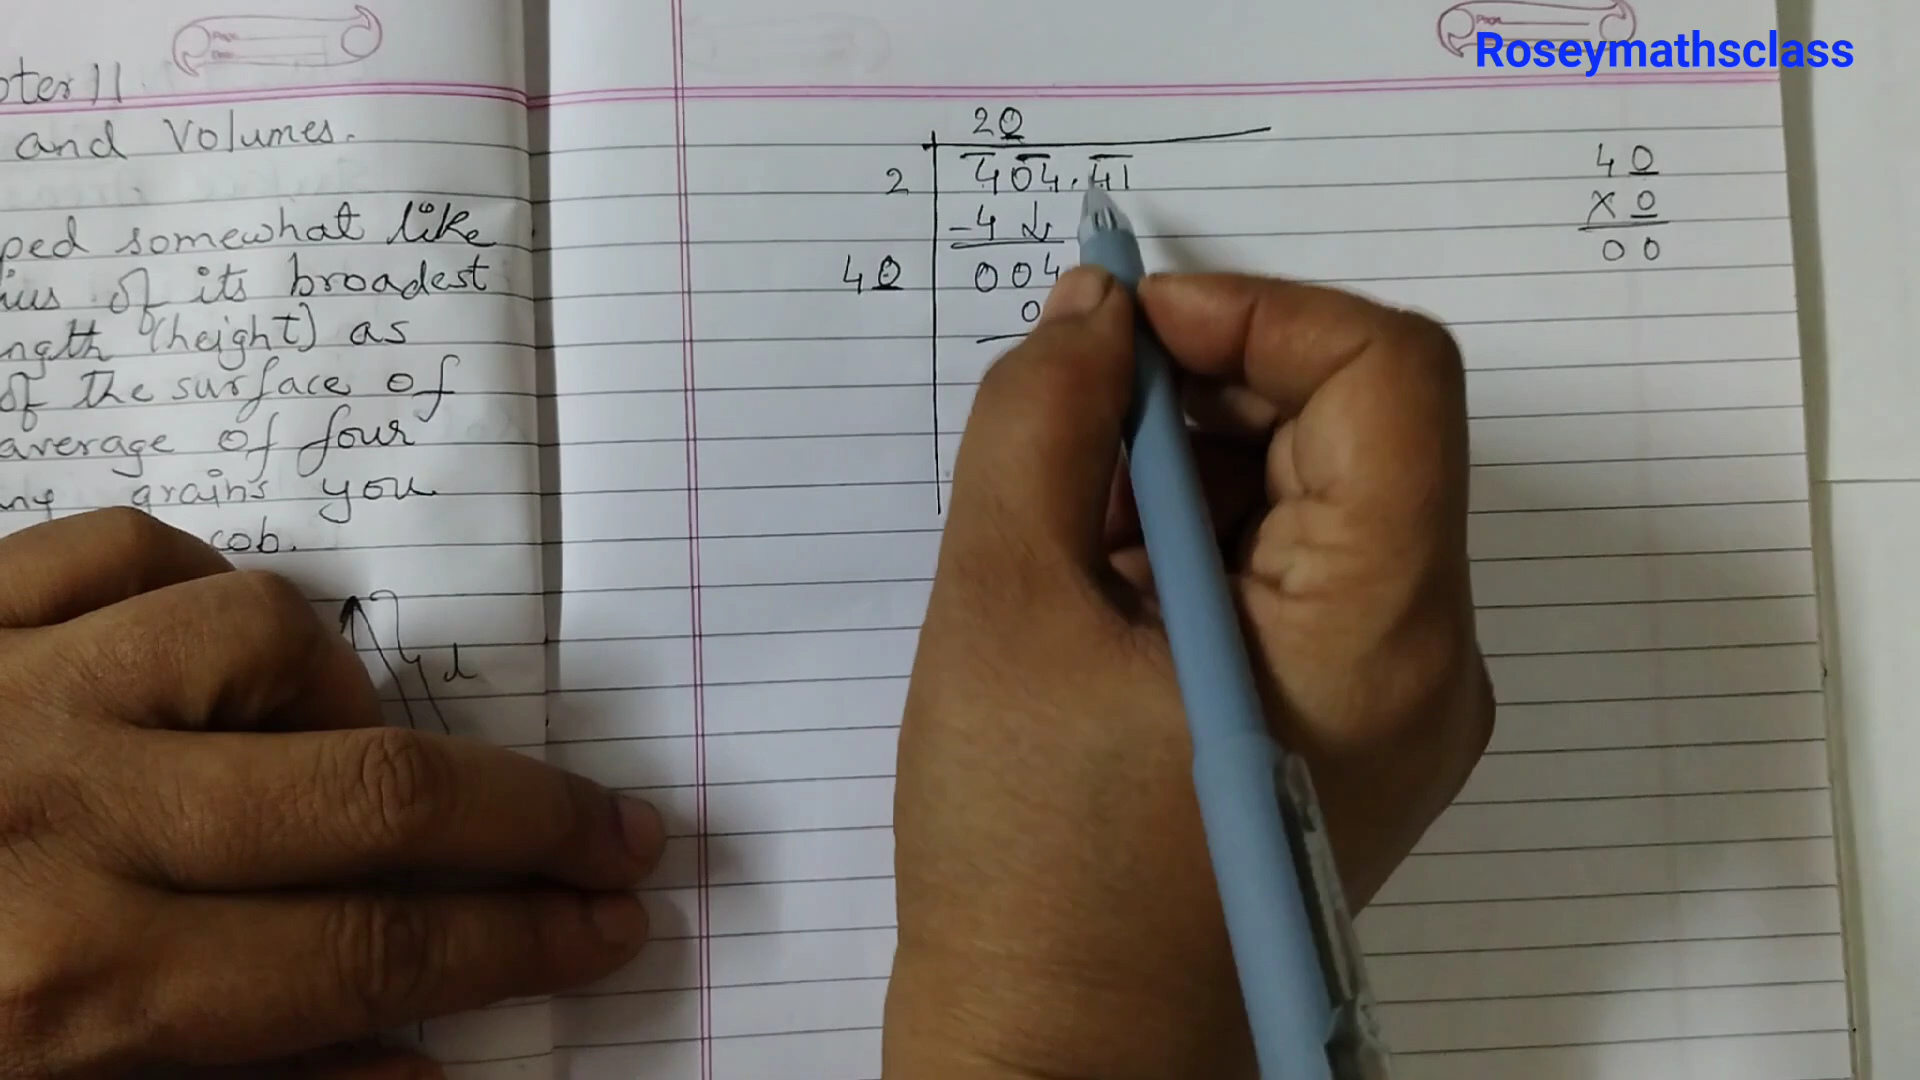 Roseymathsclass
pter 11
and Volumes.
ped somewhat like
ius of its broadest
ngth (height) as
of the surface of
average of four
grains you
cob.
l
20
2 404.41
-4
40 004
0
40
X 0
00